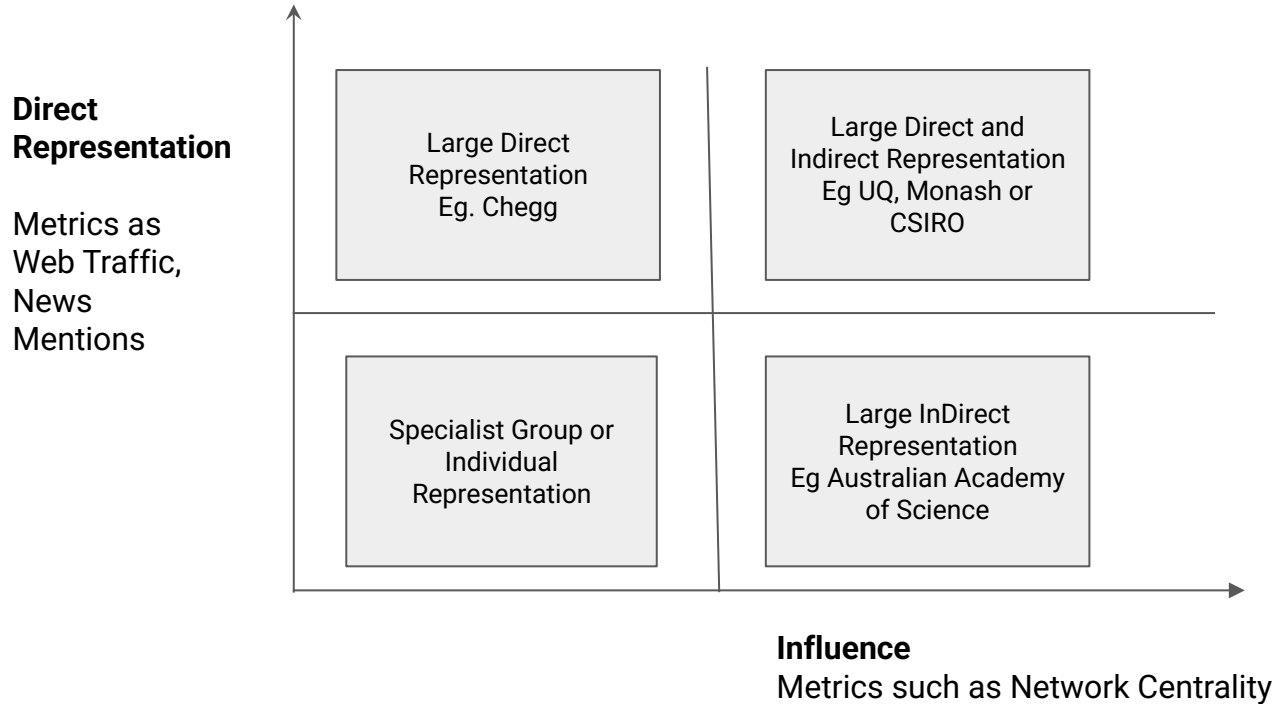 Direct
Representation
Metrics as
Web Traffic,
News
Mentions
Large Direct
Representation
Eg. Chegg
Large Direct and
Indirect Representation
Eg UQ, Monash or
CSIRO
Specialist Group or
Individual
Representation
Large InDirect
Representation
Eg Australian Academy
of Science
Influence
Metrics such as Network Centrality